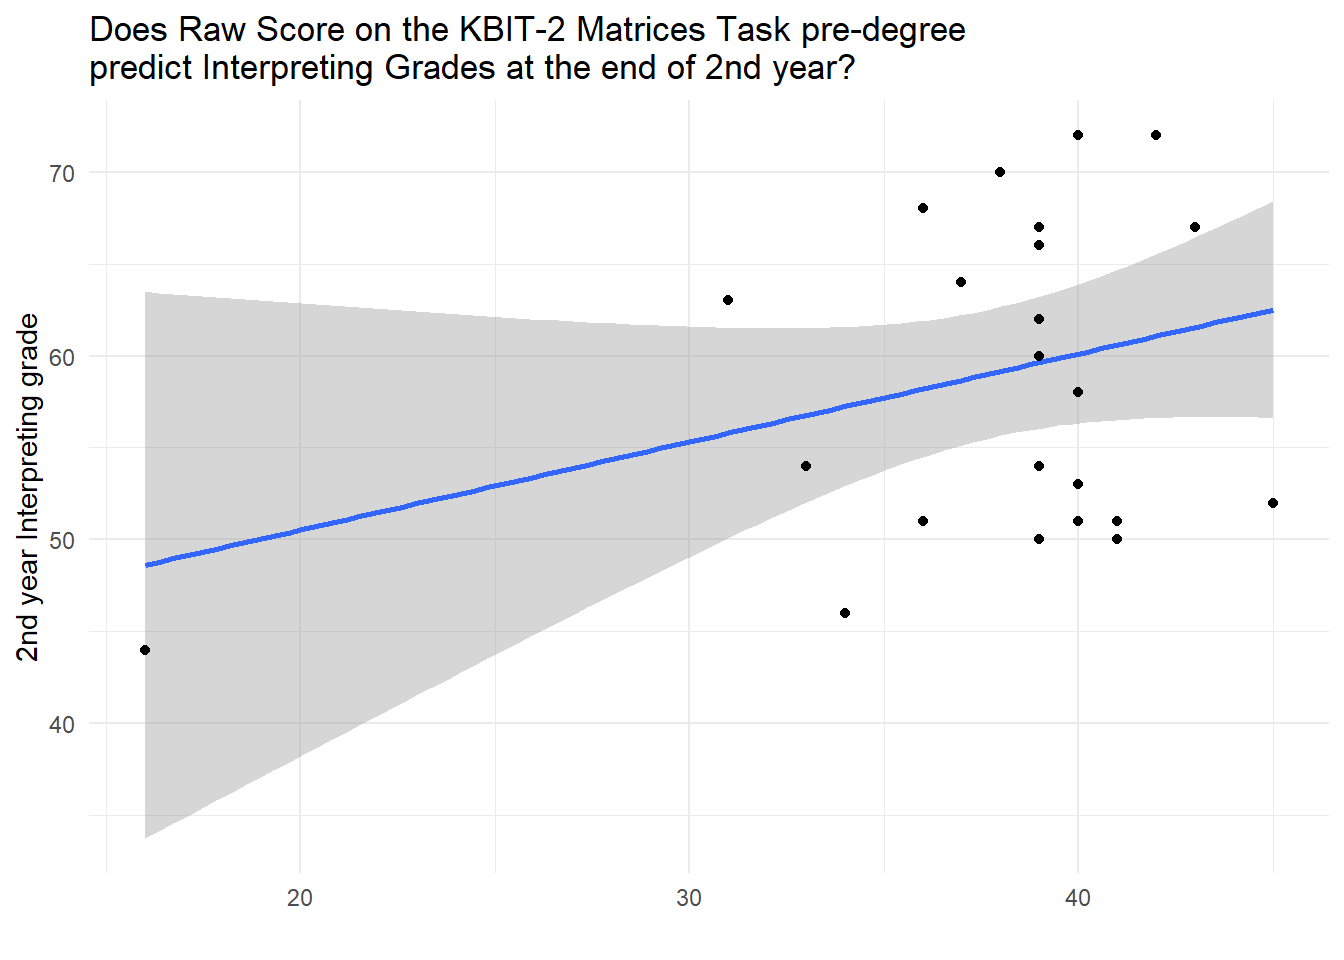 Does Raw Score on the KBIT-2 Matrices Task pre-degree
predict Interpreting Grades at the end of 2nd year?
2nd year Interpreting grade
70
60
50
40
20
30
40